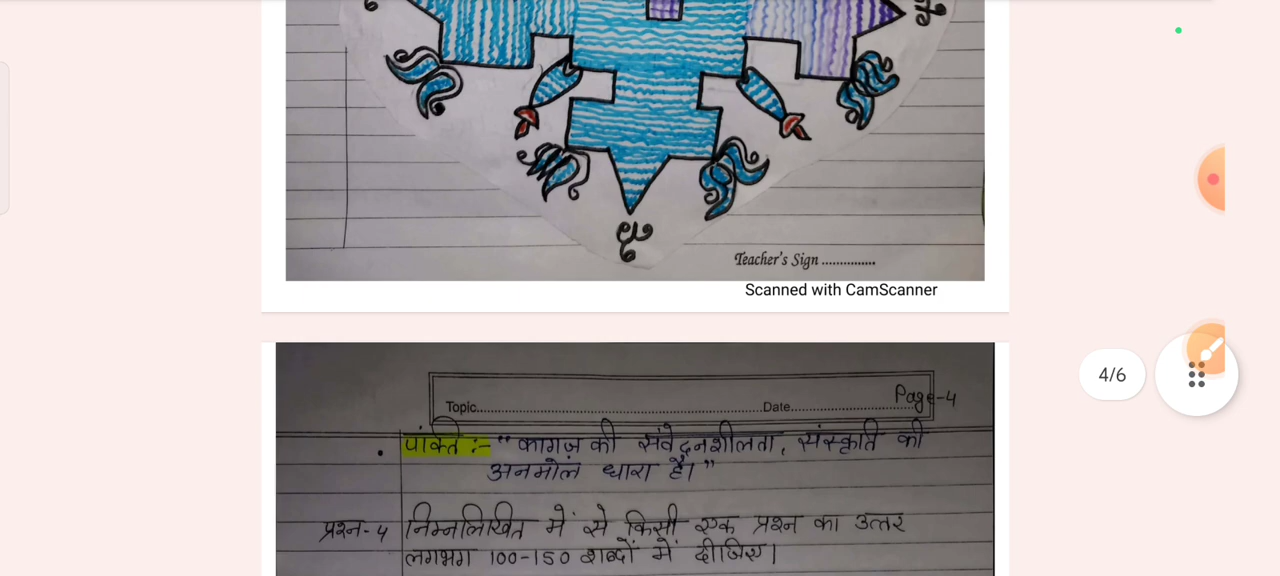 Teacher's Sign ...............
Scanned with CamScanner
4/6
Page-4
Topic.......................................................................Date...............................
पंक्ति :- " कागज़ की संवेदनशीलता, संस्कृति की
अनमोल धारा है। "
प्रश्न-4 निम्नलिखित में से किसी एक प्रश्न का उत्तर
लगभग 100-150 शब्दों में दीजिए।